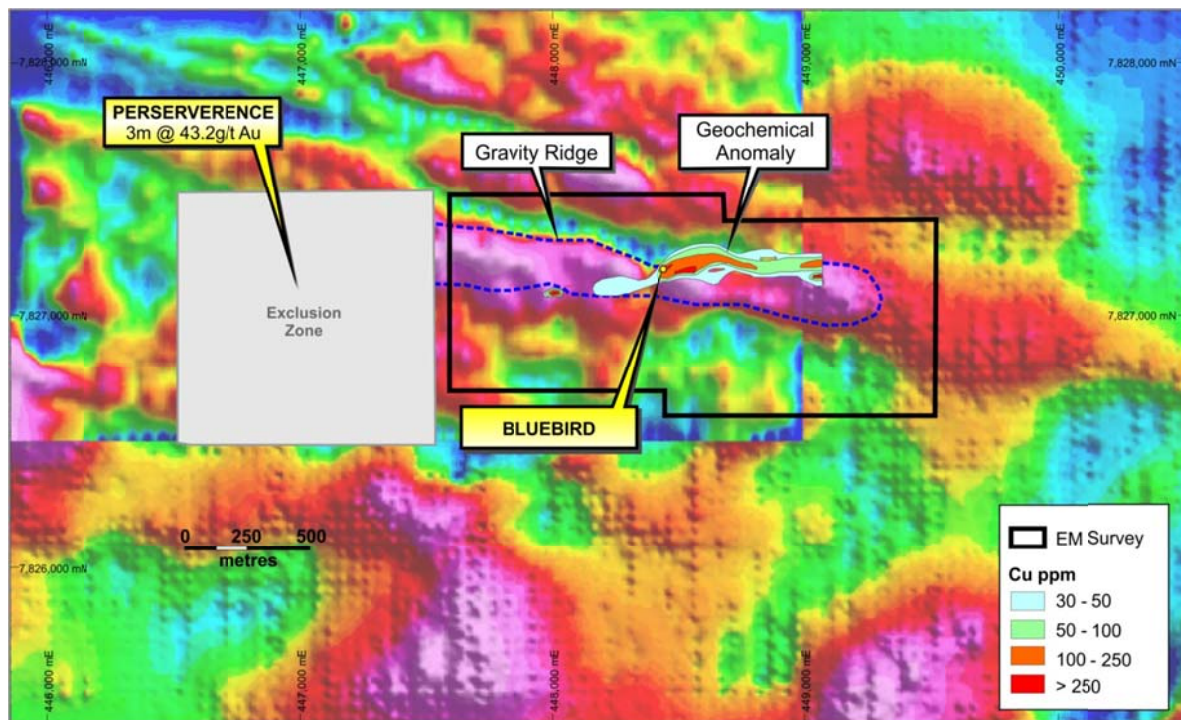 446,000 mE
447,000 mE
448,000 mE
449,000 mE
450,000 mE
7,828,000 mN
7,828,000 mN
PERSERVERENCE
3m @ 43.2g/t Au
Gravity Ridge
Geochemical
Anomaly
Exclusion
Zone
7,827,000 mN
7,827,000 mN
BLUEBIRD
0 250 500
metres
7,826,000 mN
EM Survey
Cu ppm
30 - 50
50 - 100
100 - 250
> 250
446,000 mE
447,000 mE
448,000 mE
449,000 mE
450,000 mE